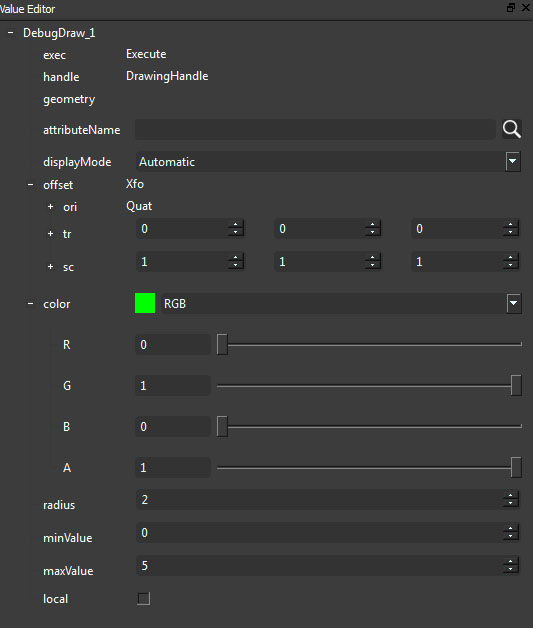 Value Editor
DebugDraw_1
exec Execute
handle DrawingHandle
geometry
attributeName
displayMode Automatic
offset Xfo
ori Quat
tr 0 0 0
sc 1 1 1
color RGB
R 0
G 1
B 0
A 1
radius 2
minValue 0
maxValue 5
local